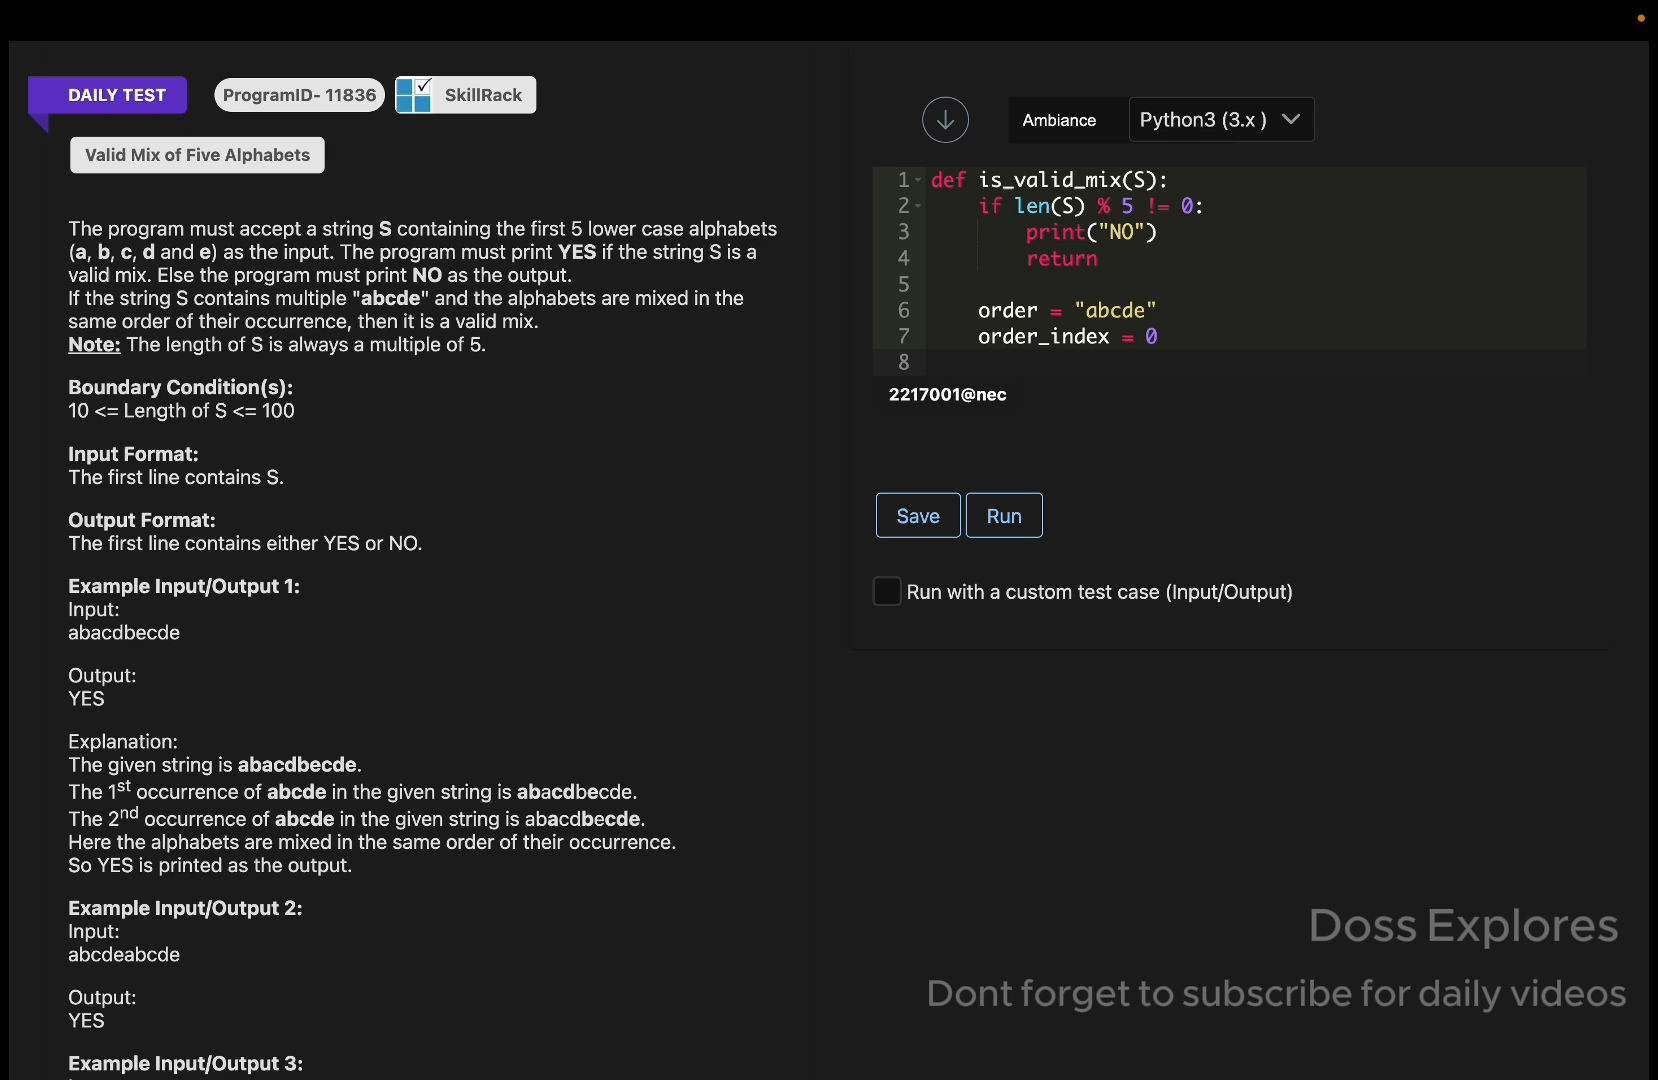 DAILY TEST
ProgramID- 11836
SkillRack
Valid Mix of Five Alphabets
The program must accept a string S containing the first 5 lower case alphabets
(a, b, c, d and e) as the input. The program must print YES if the string S is a
valid mix. Else the program must print NO as the output.
If the string S contains multiple "abcde" and the alphabets are mixed in the
same order of their occurrence, then it is a valid mix.
Note: The length of S is always a multiple of 5.
Boundary Condition(s):
10 <= Length of S <= 100
Input Format:
The first line contains S.
Output Format:
The first line contains either YES or NO.
Example Input/Output 1:
Input:
abacdbecde
Output:
YES
Explanation:
The given string is abacdbecde.
The 1st occurrence of abcde in the given string is abacdbecde.
The 2nd occurrence of abcde in the given string is abacdbecde.
Here the alphabets are mixed in the same order of their occurrence.
So YES is printed as the output.
Example Input/Output 2:
Input:
abcdeabcde
Output:
YES
Example Input/Output 3:
Ambiance
Python3 (3.x )
1 def is_valid_mix(S):
2 if len(S) % 5 != 0:
3 print("NO")
4 return
5
6 order = "abcde"
7 order_index = 0
8
2217001@nec
Save
Run
Run with a custom test case (Input/Output)
Doss Explores
Dont forget to subscribe for daily videos